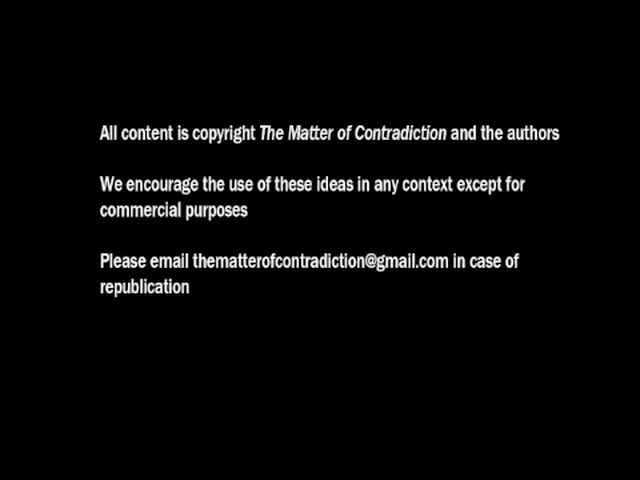 All content is copyright The Matter of Contradiction and the authors
We encourage the use of these ideas in any context except for
commercial purposes
Please email thematterofcontradiction@gmail.com in case of
republication